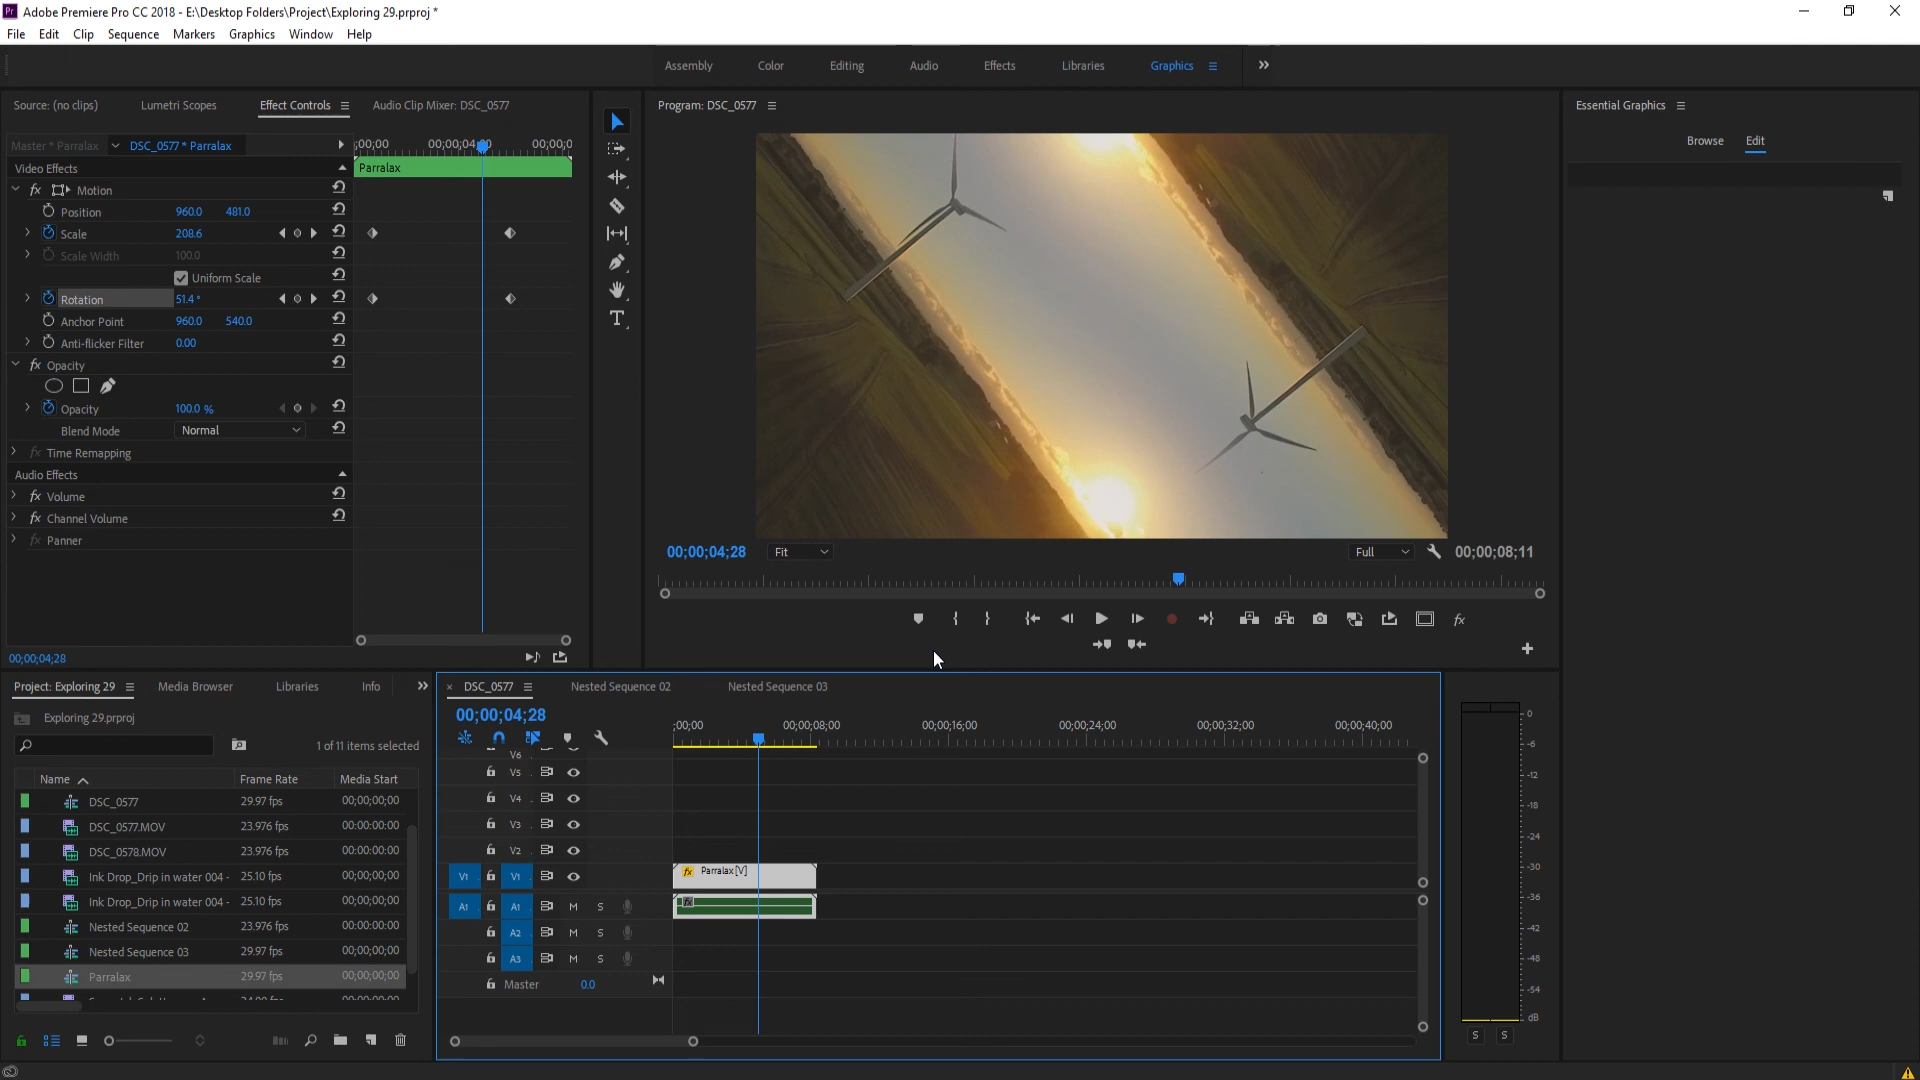 Adobe Premiere Pro CC 2018 - E:\Desktop Folders\Project\Exploring 29.prproj *
File Edit Clip Sequence Markers Graphics Window Help
Assembly Color Editing Audio Effects Libraries Graphics
Source: (no clips) Lumetri Scopes Effect Controls Audio Clip Mixer: DSC_0577
Program: DSC_0577
Essential Graphics
Browse Edit
Master * Parralax DSC_0577 * Parralax
;00;00 00;00;04;00 00;00;0
Video Effects
Parralax
fx Motion
Position 960.0 481.0
Scale 208.6
Scale Width 100.0
Uniform Scale
Rotation 51.4 °
Anchor Point 960.0 540.0
Anti-flicker Filter 0.00
fx Opacity
Opacity 100.0 %
Blend Mode Normal
fx Time Remapping
Audio Effects
fx Volume
fx Channel Volume
fx Panner
00;00;04;28
00;00;04;28 Fit Full 00;00;08;11
fx
Project: Exploring 29 Media Browser Libraries Info
Exploring 29.prproj
1 of 11 items selected
Name Frame Rate Media Start
DSC_0577 29.97 fps 00;00;00;00
DSC_0577.MOV 23.976 fps 00:00:00:00
DSC_0578.MOV 23.976 fps 00:00:00:00
Ink Drop_Drip in water 004 - 25.10 fps 00;00;00;00
Ink Drop_Drip in water 004 - 25.10 fps 00;00;00;00
Nested Sequence 02 23.976 fps 00:00:00:00
Nested Sequence 03 29.97 fps 00;00;00;00
Parralax 29.97 fps 00;00;00;00
× DSC_0577 Nested Sequence 02 Nested Sequence 03
00;00;04;28
;00;00 00;00;08;00 00;00;16;00 00;00;24;00 00;00;32;00 00;00;40;00
V6
V5
V4
V3
V2
V1 V1 fx Parralax [V]
A1 A1 M S fx
A2 M S
A3 M S
Master 0.0
0
-6
-12
-18
-24
-30
-36
-42
-48
-54
dB
S S